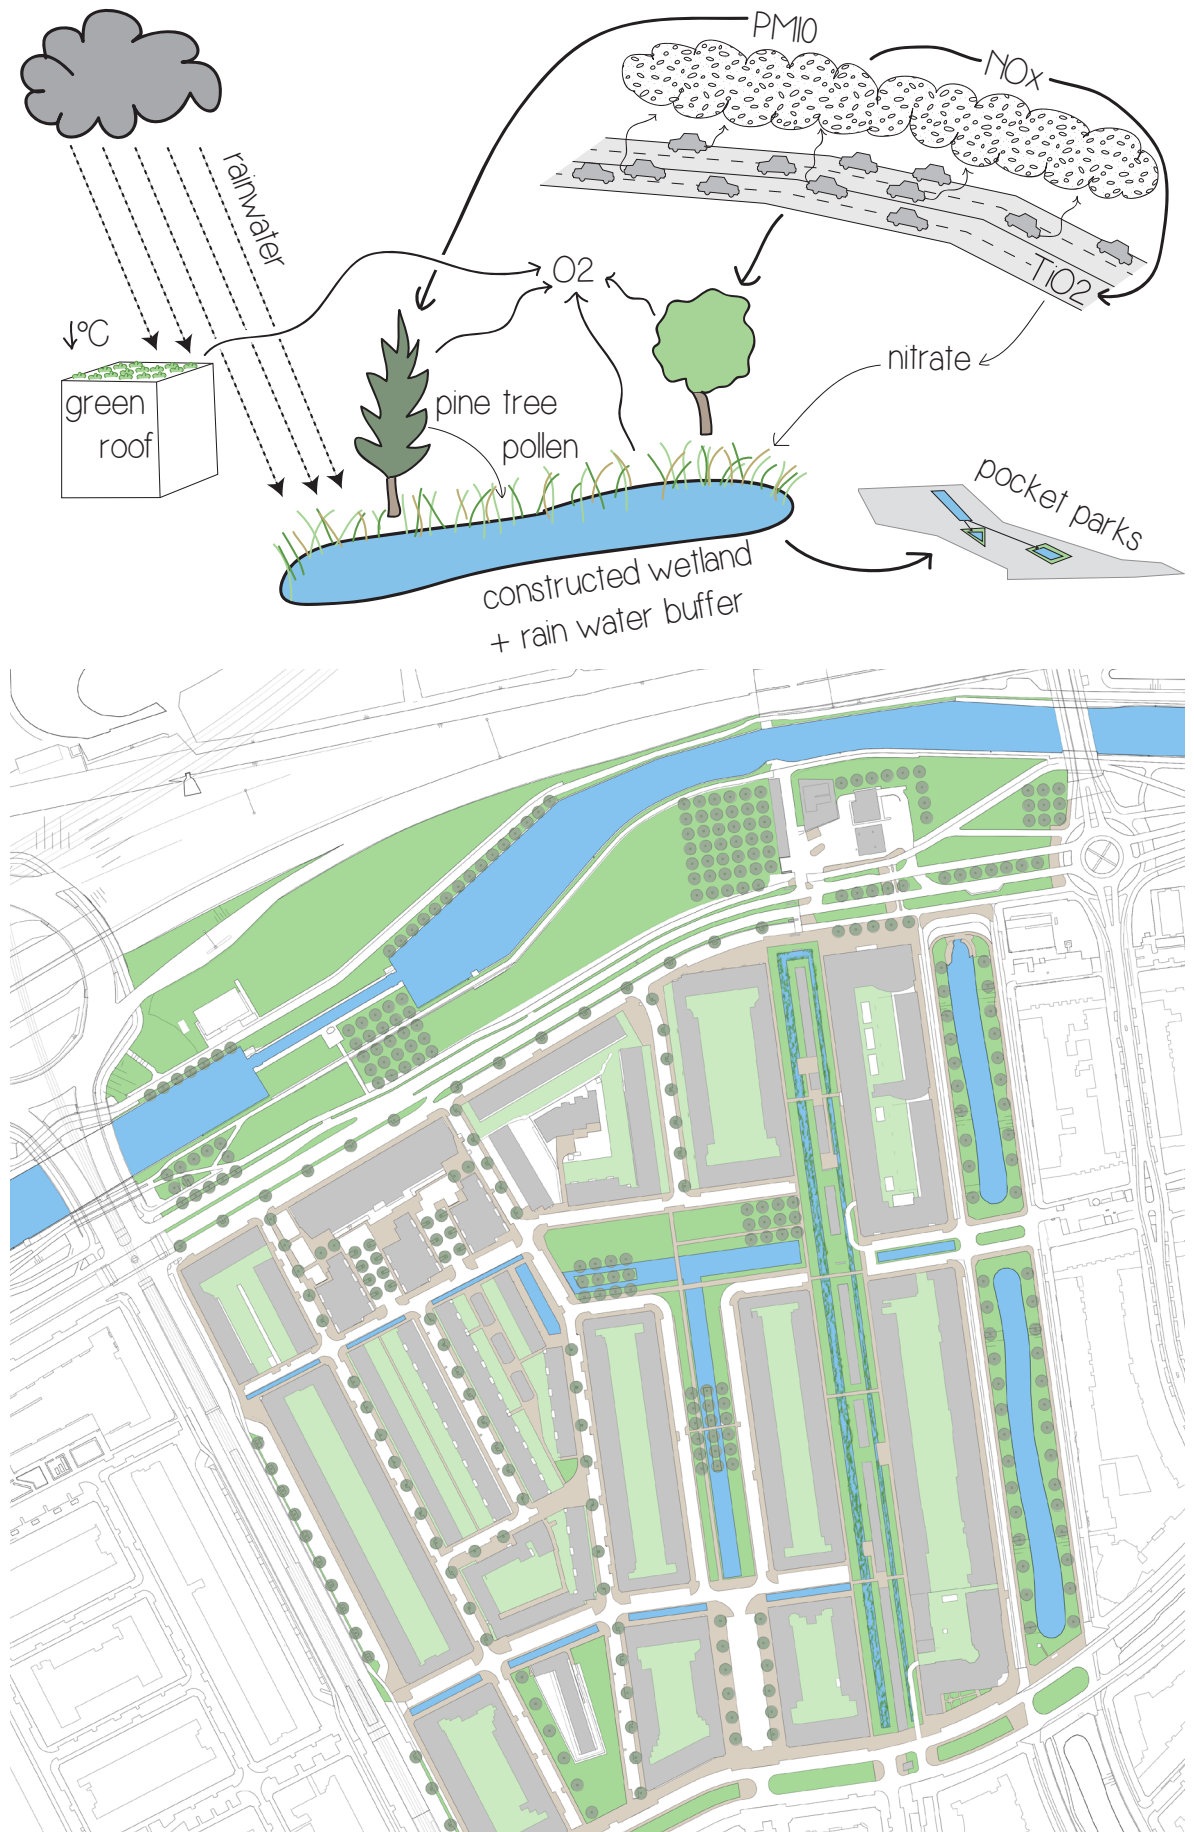 PM10
NOx
rainwater
O2
TiO2
↓°C
nitrate
green
roof
pine tree
pollen
pocket parks
constructed wetland
+ rain water buffer